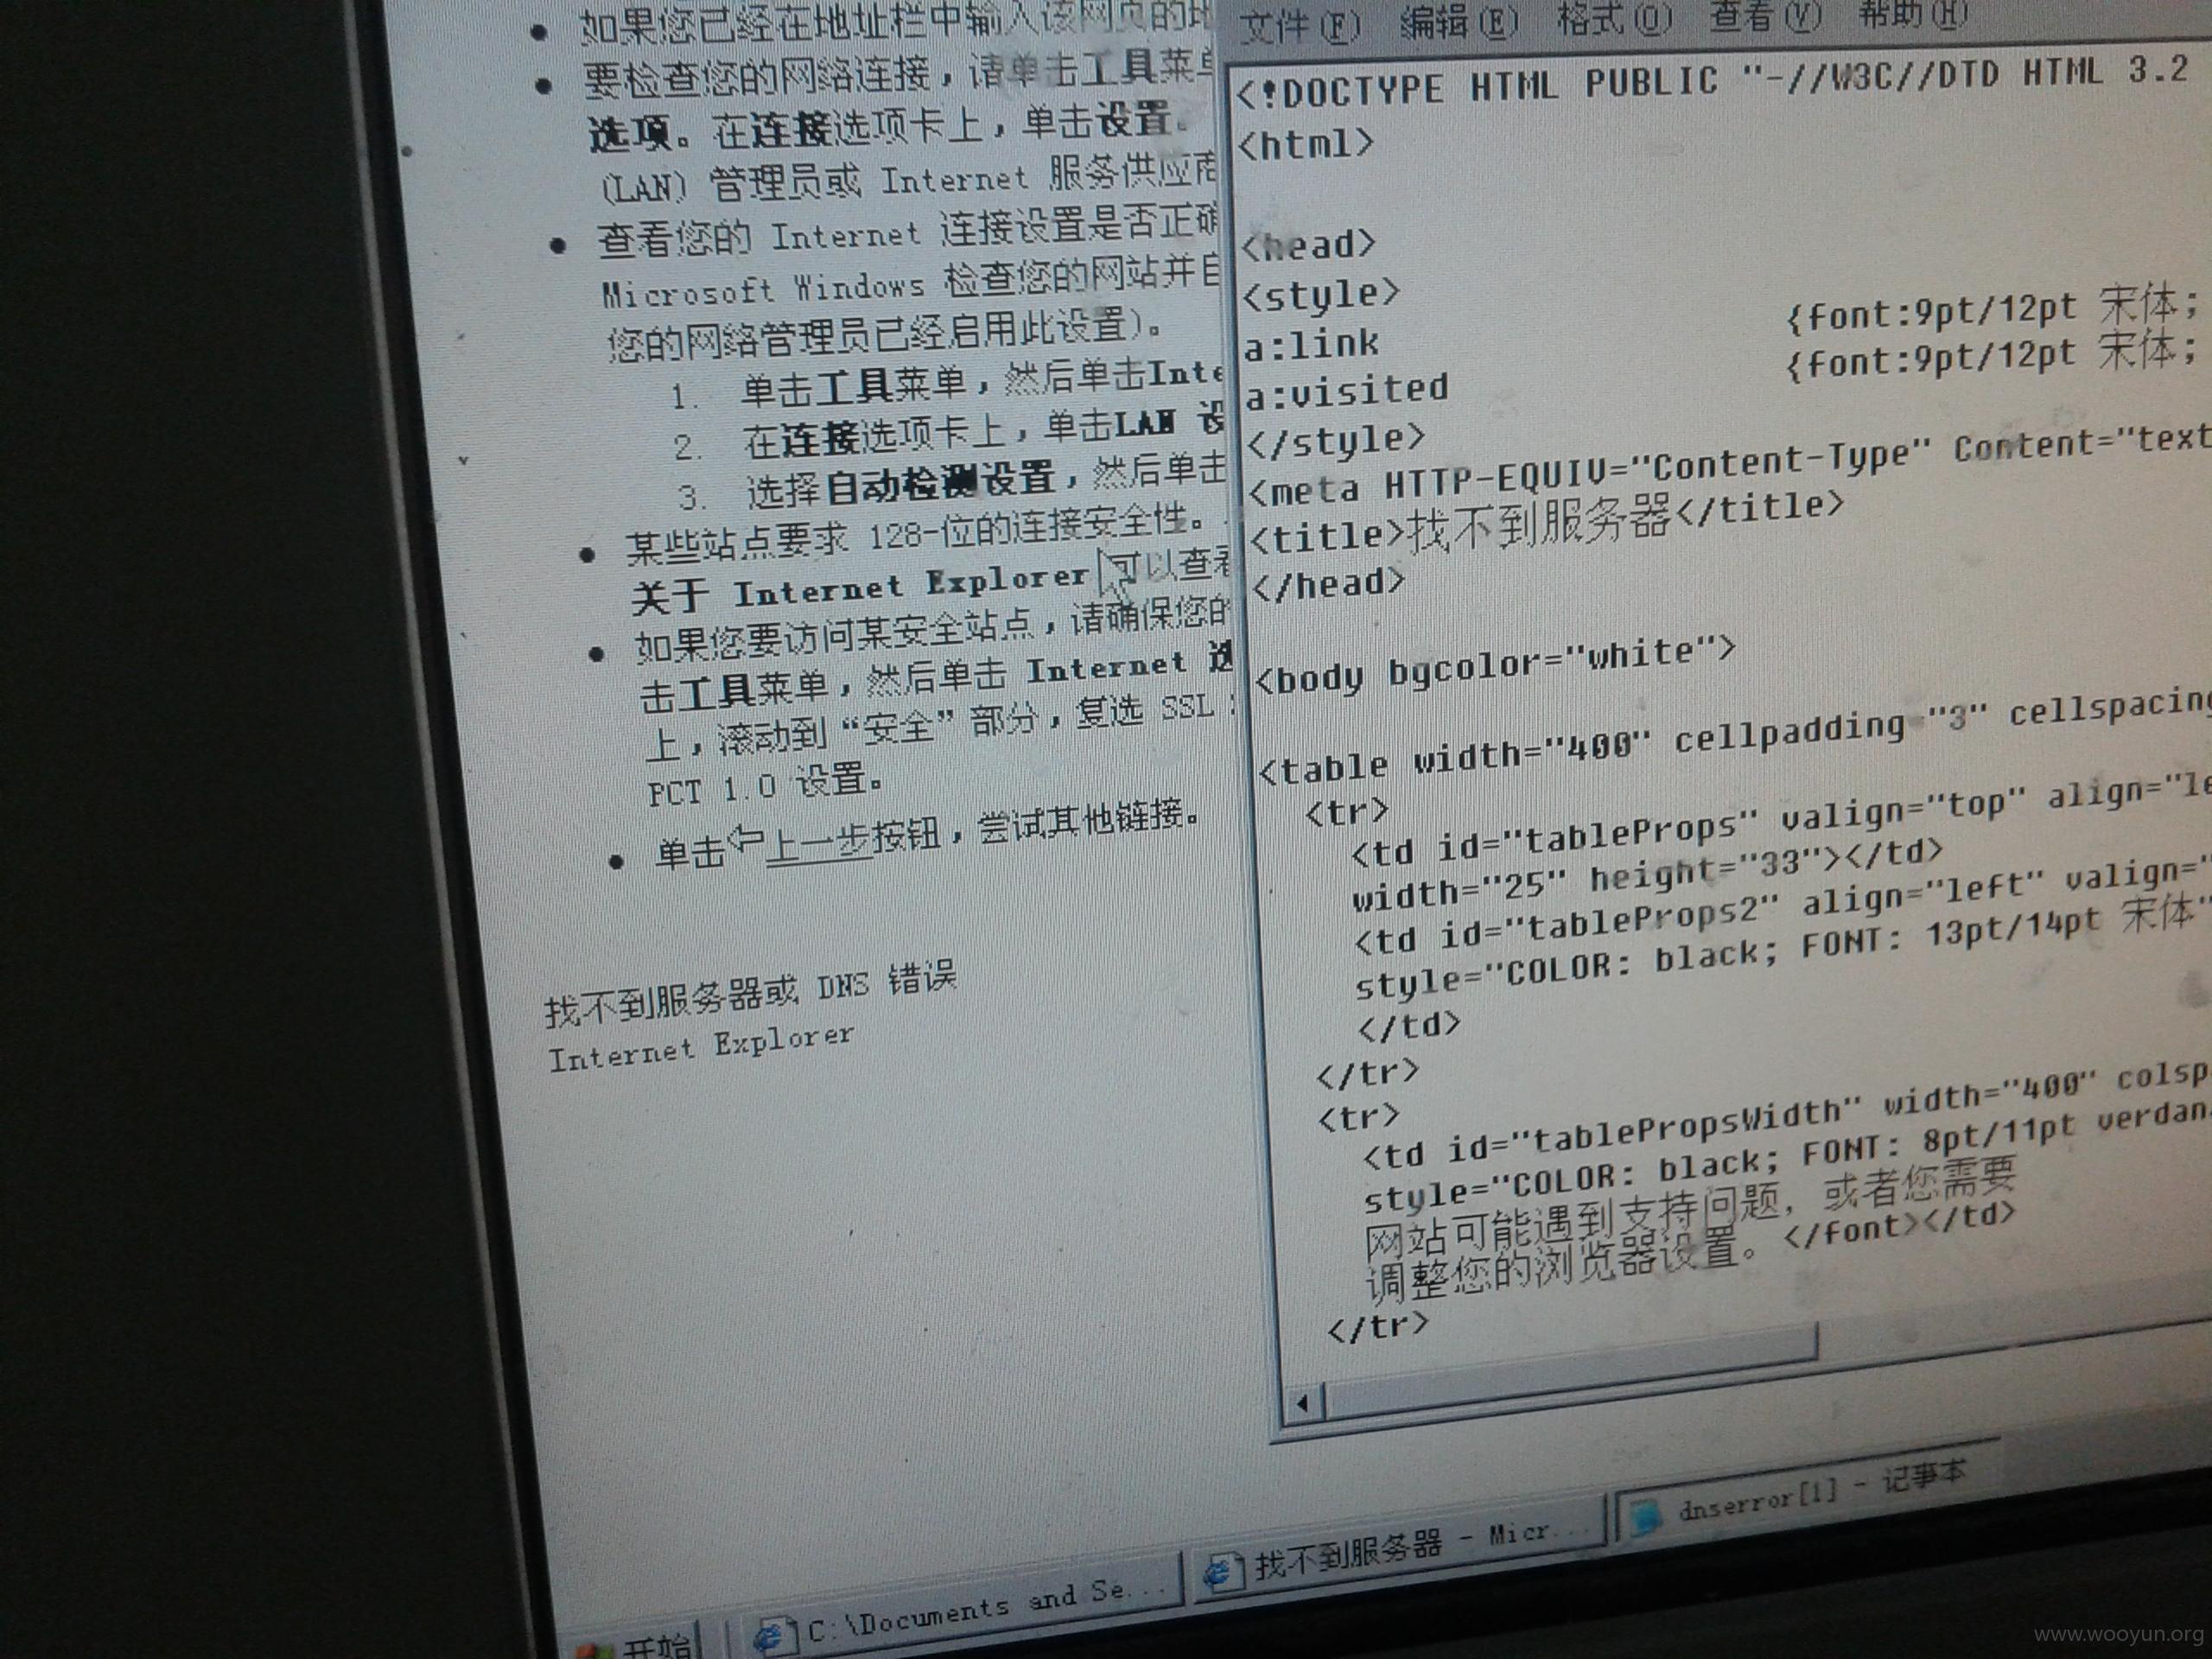 如果您已经在地址栏中输入该网页的地
要检查您的网络连接，请单击工具菜单
选项。在连接选项卡上，单击设置。
(LAN) 管理员或 Internet 服务供应商
查看您的 Internet 连接设置是否正确
Microsoft Windows 检查您的网站并自
您的网络管理员已经启用此设置)。
1. 单击工具菜单，然后单击Inte
2. 在连接选项卡上，单击LAN 设
3. 选择自动检测设置，然后单击
某些站点要求 128-位的连接安全性。
关于 Internet Explorer 可以查看
如果您要访问某安全站点，请确保您的
击工具菜单，然后单击 Internet 选
上，滚动到“安全”部分，复选 SSL
PCT 1.0 设置。
单击上一步按钮，尝试其他链接。
找不到服务器或 DNS 错误
Internet Explorer
文件(F) 编辑(E) 格式(O) 查看(V) 帮助(H)
<!DOCTYPE HTML PUBLIC "-//W3C//DTD HTML 3.2
<html>
<head>
<style>
a:link {font:9pt/12pt 宋体;
a:visited {font:9pt/12pt 宋体;
</style>
<meta HTTP-EQUIV="Content-Type" Content="text
<title>找不到服务器</title>
</head>
<body bgcolor="white">
<table width="400" cellpadding="3" cellspacing
<tr>
<td id="tableProps" valign="top" align="le
width="25" height="33"></td>
<td id="tableProps2" align="left" valign="
style="COLOR: black; FONT: 13pt/14pt 宋体"
</td>
</tr>
<tr>
<td id="tablePropsWidth" width="400" colsp
style="COLOR: black; FONT: 8pt/11pt verdan
网站可能遇到支持问题，或者您需要
调整您的浏览器设置。</font></td>
</tr>
开始 C:\Documents and Se... 找不到服务器 - Micr... dnserror[1] - 记事本
www.wooyun.org